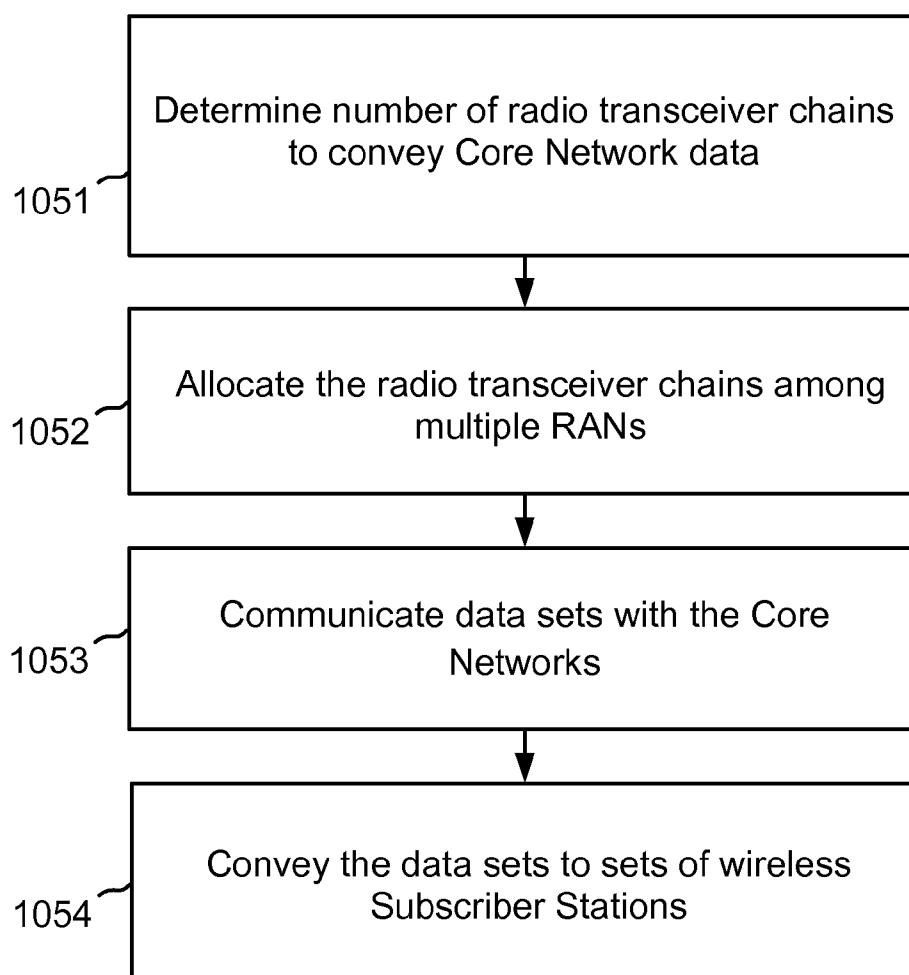 Determine number of radio transceiver chains
to convey Core Network data
1051
Allocate the radio transceiver chains among
multiple RANs
1052
Communicate data sets with the Core
Networks
1053
Convey the data sets to sets of wireless
Subscriber Stations
1054